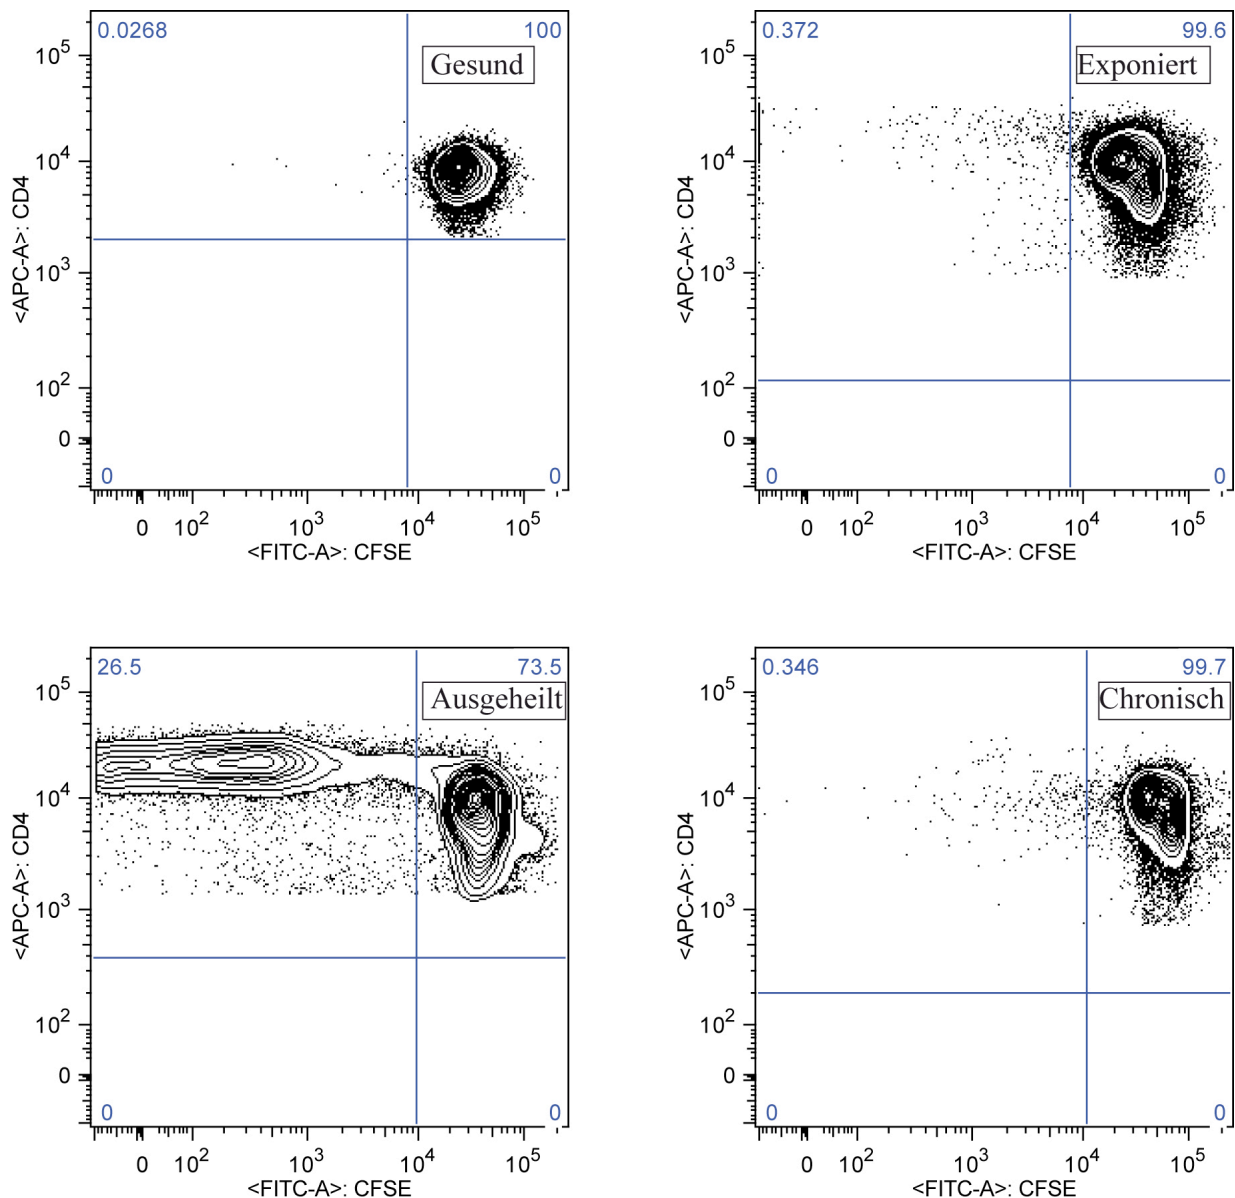 0.0268 100
Gesund
10^5
10^4
10^3
10^2
0
<APC-A>: CD4
0 0
0 10^2 10^3 10^4 10^5
<FITC-A>: CFSE
0.372 99.6
Exponiert
10^5
10^4
10^3
10^2
0
<APC-A>: CD4
0 0
0 10^2 10^3 10^4 10^5
<FITC-A>: CFSE
26.5 73.5
Ausgeheilt
10^5
10^4
10^3
10^2
0
<APC-A>: CD4
0 0
0 10^2 10^3 10^4 10^5
<FITC-A>: CFSE
0.346 99.7
Chronisch
10^5
10^4
10^3
10^2
0
<APC-A>: CD4
0 0
0 10^2 10^3 10^4 10^5
<FITC-A>: CFSE